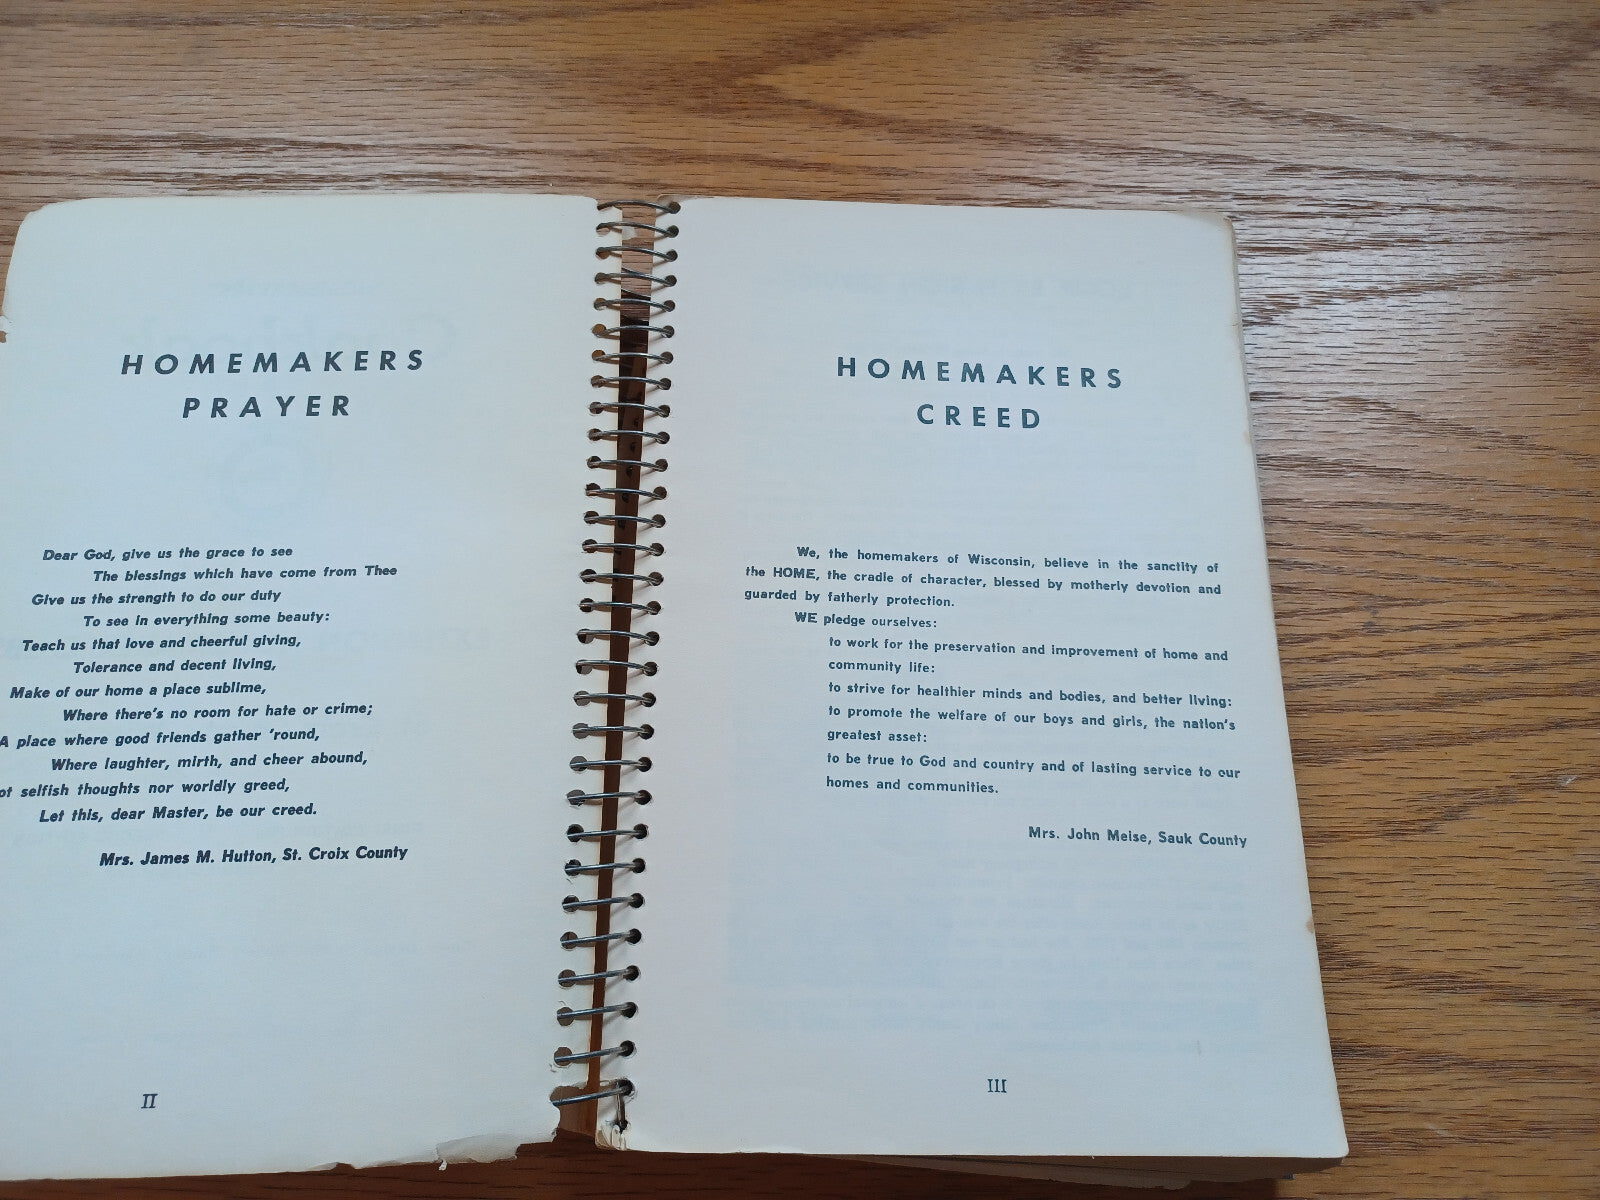 HOMEMAKERS
PRAYER
Dear God, give us the grace to see
The blessings which have come from Thee
Give us the strength to do our duty
To see in everything some beauty:
Teach us that love and cheerful giving,
Tolerance and decent living,
Make of our home a place sublime,
Where there's no room for hate or crime;
A place where good friends gather 'round,
Where laughter, mirth, and cheer abound,
selfish thoughts nor worldly greed,
Let this, dear Master, be our creed.
Mrs. James M. Hutton, St. Croix County
II
HOMEMAKERS
CREED
We, the homemakers of Wisconsin, believe in the sanctity of
the HOME, the cradle of character, blessed by motherly devotion and
guarded by fatherly protection.
WE pledge ourselves:
to work for the preservation and improvement of home and
community life:
to strive for healthier minds and bodies, and better living:
to promote the welfare of our boys and girls, the nation's
greatest asset:
to be true to God and country and of lasting service to our
homes and communities.
Mrs. John Meise, Sauk County
III